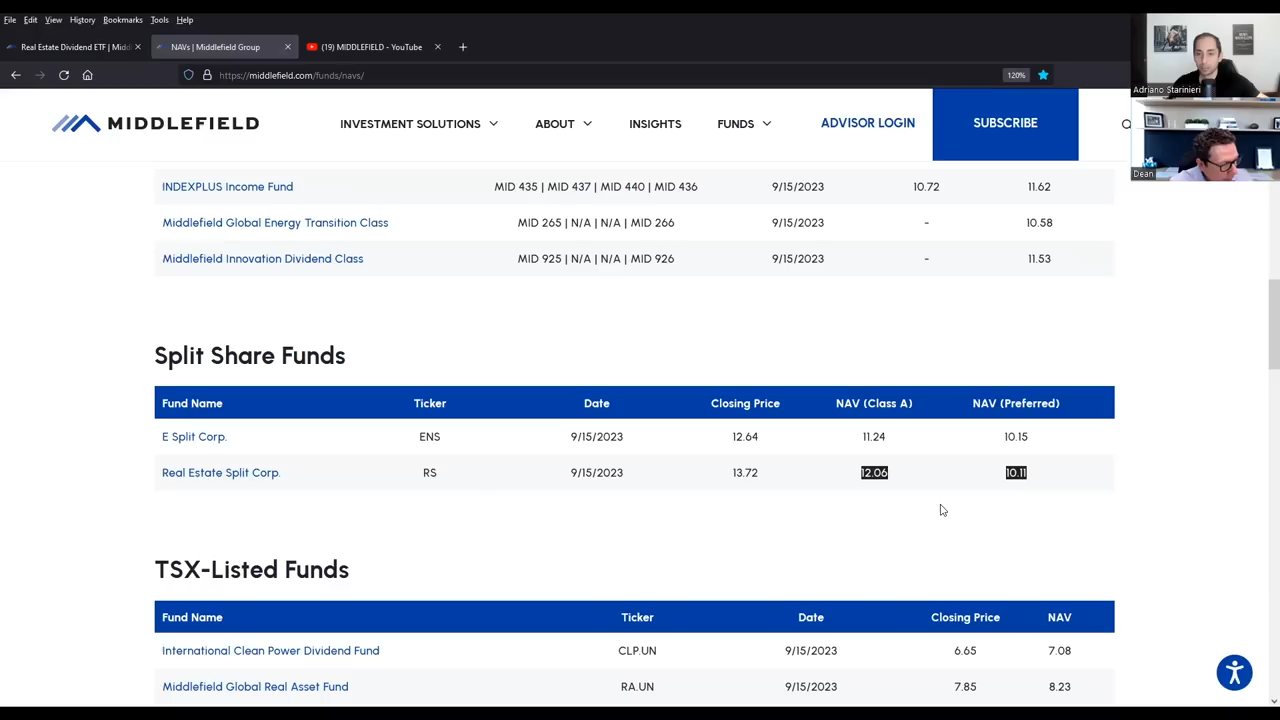 File Edit View History Bookmarks Tools Help
Real Estate Dividend ETF | Midd
NAVs | Middlefield Group
(19) MIDDLEFIELD - YouTube
https://middlefield.com/funds/navs/
120%
Adriano Starinieri
Dean
MIDDLEFIELD
INVESTMENT SOLUTIONS ABOUT INSIGHTS FUNDS ADVISOR LOGIN SUBSCRIBE
INDEXPLUS Income Fund MID 435 | MID 437 | MID 440 | MID 436 9/15/2023 10.72 11.62
Middlefield Global Energy Transition Class MID 265 | N/A | N/A | MID 266 9/15/2023 - 10.58
Middlefield Innovation Dividend Class MID 925 | N/A | N/A | MID 926 9/15/2023 - 11.53
Split Share Funds
Fund Name Ticker Date Closing Price NAV (Class A) NAV (Preferred)
E Split Corp. ENS 9/15/2023 12.64 11.24 10.15
Real Estate Split Corp. RS 9/15/2023 13.72 12.06 10.11
TSX-Listed Funds
Fund Name Ticker Date Closing Price NAV
International Clean Power Dividend Fund CLP.UN 9/15/2023 6.65 7.08
Middlefield Global Real Asset Fund RA.UN 9/15/2023 7.85 8.23